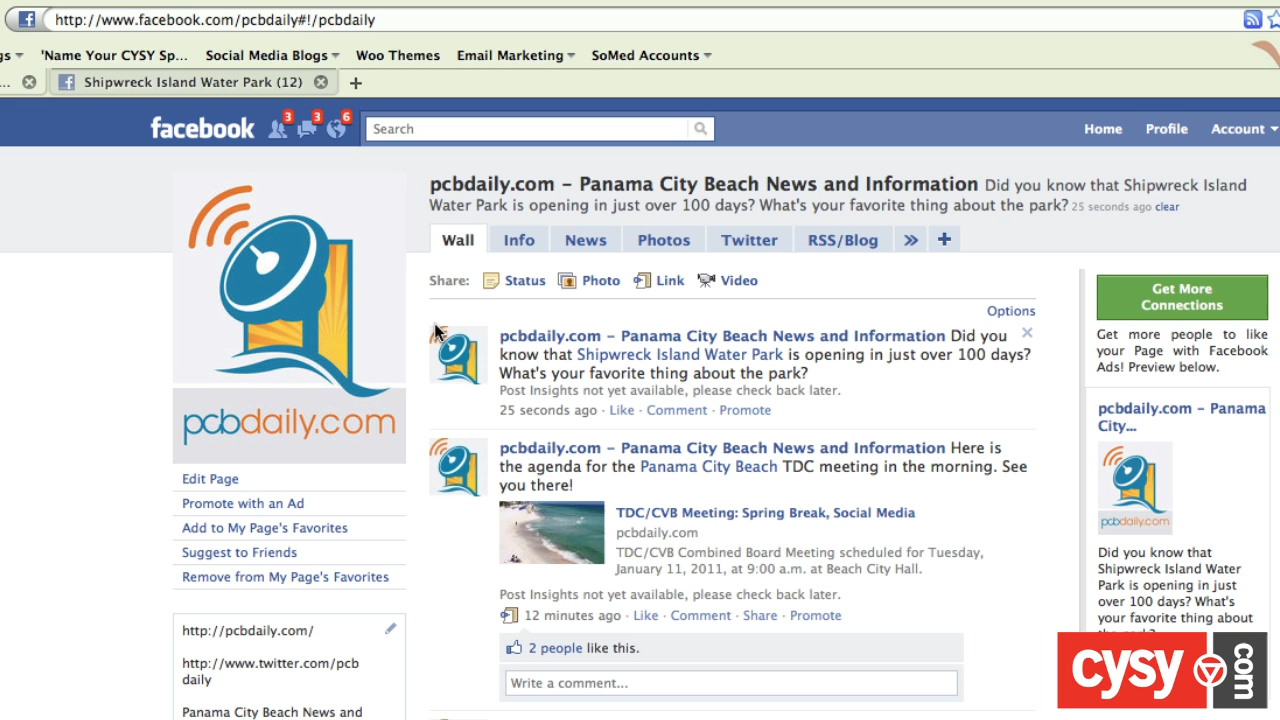 http://www.facebook.com/pcbdaily#!/pcbdaily
gs
'Name Your CYSY Sp...
Social Media Blogs
Woo Themes
Email Marketing
SoMed Accounts
...
Shipwreck Island Water Park (12)
facebook
3
3
6
Search
Home
Profile
Account
pcbdaily.com – Panama City Beach News and Information Did you know that Shipwreck Island
Water Park is opening in just over 100 days? What's your favorite thing about the park? 25 seconds ago clear
Wall
Info
News
Photos
Twitter
RSS/Blog
»
+
Share:
Status
Photo
Link
Video
Options
pcbdaily.com – Panama City Beach News and Information Did you
know that Shipwreck Island Water Park is opening in just over 100 days?
What's your favorite thing about the park?
Post Insights not yet available, please check back later.
25 seconds ago · Like · Comment · Promote
pcbdaily.com – Panama City Beach News and Information Here is
the agenda for the Panama City Beach TDC meeting in the morning. See
you there!
TDC/CVB Meeting: Spring Break, Social Media
pcbdaily.com
TDC/CVB Combined Board Meeting scheduled for Tuesday,
January 11, 2011, at 9:00 a.m. at Beach City Hall.
Post Insights not yet available, please check back later.
12 minutes ago · Like · Comment · Share · Promote
2 people like this.
Write a comment...
pcbdaily.com
Edit Page
Promote with an Ad
Add to My Page's Favorites
Suggest to Friends
Remove from My Page's Favorites
http://pcbdaily.com/
http://www.twitter.com/pcb
daily
Panama City Beach News and
Get More
Connections
Get more people to like
your Page with Facebook
Ads! Preview below.
pcbdaily.com – Panama
City...
pcbdaily.com
Did you know that
Shipwreck Island Water
Park is opening in just
over 100 days? What's
your favorite thing about
cysy
com